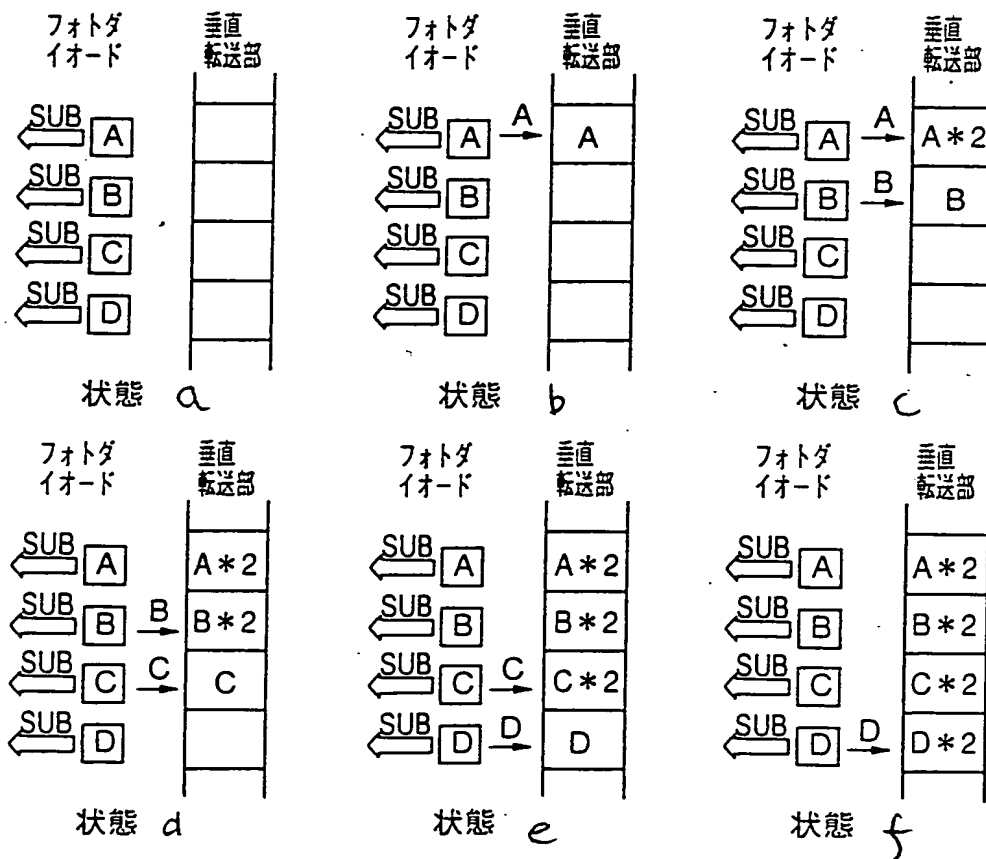 フォトダ
イオード
垂直
転送部
SUB A
SUB B
SUB C
SUB D
状態 a
フォトダ
イオード
垂直
転送部
SUB A A A
SUB B
SUB C
SUB D
状態 b
フォトダ
イオード
垂直
転送部
SUB A A A*2
SUB B B B
SUB C
SUB D
状態 c
フォトダ
イオード
垂直
転送部
SUB A A*2
SUB B B B*2
SUB C C C
SUB D
状態 d
フォトダ
イオード
垂直
転送部
SUB A A*2
SUB B B*2
SUB C C C*2
SUB D D D
状態 e
フォトダ
イオード
垂直
転送部
SUB A A*2
SUB B B*2
SUB C C*2
SUB D D D*2
状態 f